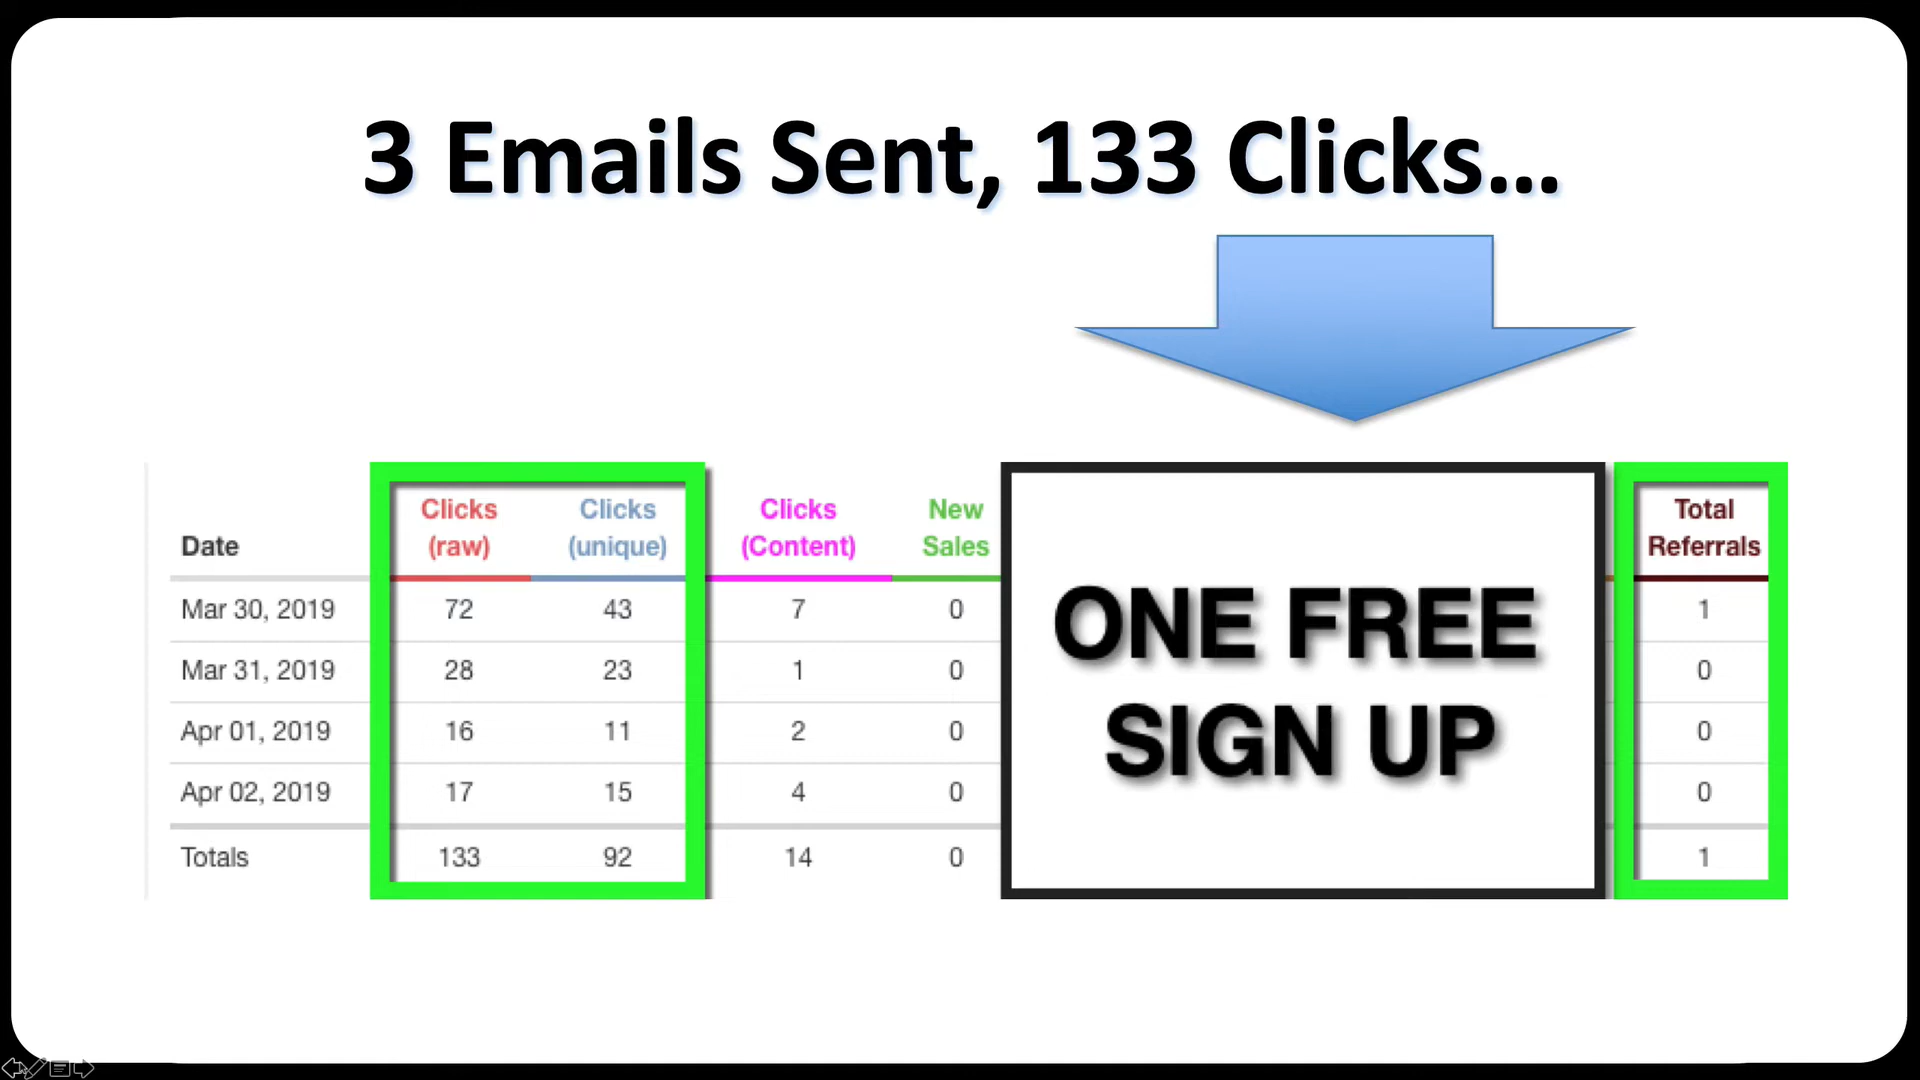 3 Emails Sent, 133 Clicks...
Date Clicks (raw) Clicks (unique) Clicks (Content) New Sales Total Referrals
Mar 30, 2019 72 43 7 0 1
Mar 31, 2019 28 23 1 0 0
Apr 01, 2019 16 11 2 0 0
Apr 02, 2019 17 15 4 0 0
Totals 133 92 14 0 1
ONE FREE
SIGN UP